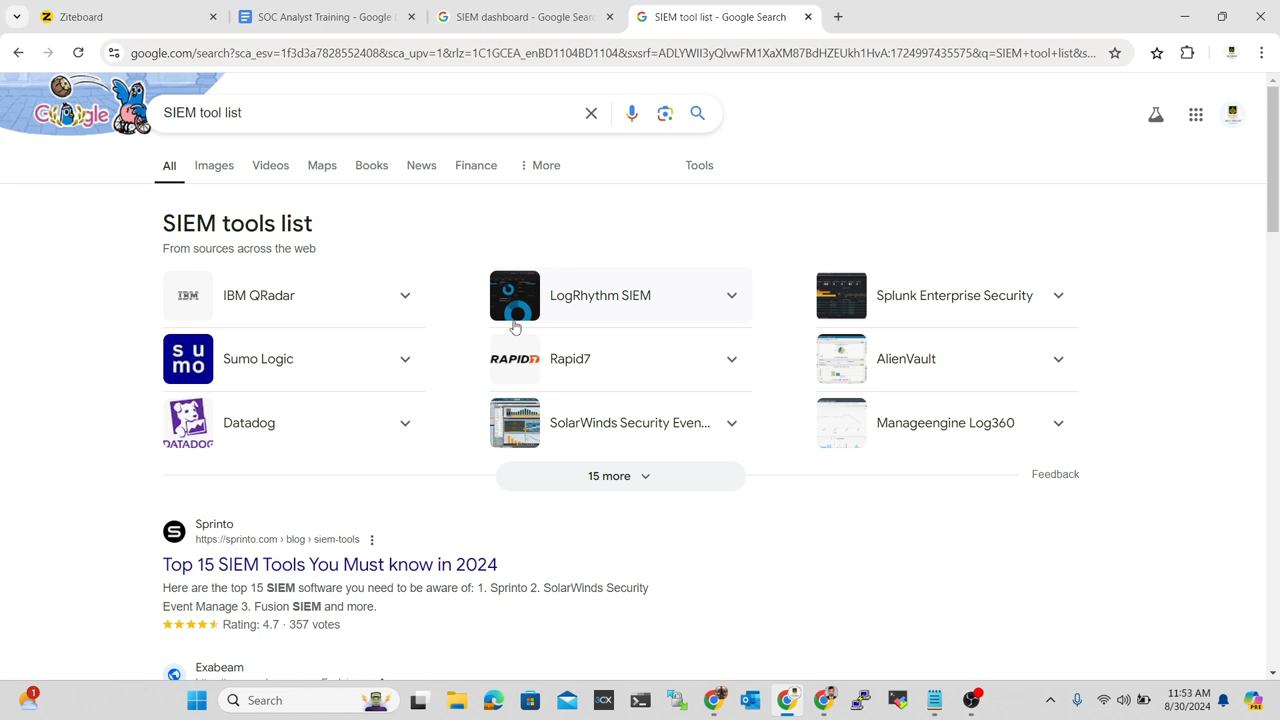 Ziteboard
SOC Analyst Training - Google
SIEM dashboard - Google Sear
SIEM tool list - Google Search
google.com/search?sca_esv=1f3d3a7828552408&sca_upv=1&rlz=1C1GCEA_enBD1104BD1104&sxsrf=ADLYWII3yQlvwFM1XaXM87BdHZEUkh1HvA:1724997435575&q=SIEM+tool+list&s...
Google
SIEM tool list
All
Images
Videos
Maps
Books
News
Finance
More
Tools
SIEM tools list
From sources across the web
IBM QRadar
LogRhythm SIEM
Splunk Enterprise Security
Sumo Logic
RAPID7
Rapid7
AlienVault
DATADOG
Datadog
SolarWinds Security Even...
Manageengine Log360
15 more
Feedback
Sprinto
https://sprinto.com › blog › siem-tools
Top 15 SIEM Tools You Must know in 2024
Here are the top 15 SIEM software you need to be aware of: 1. Sprinto 2. SolarWinds Security
Event Manage 3. Fusion SIEM and more.
Rating: 4.7 · 357 votes
Exabeam
1
Search
11:53 AM
8/30/2024